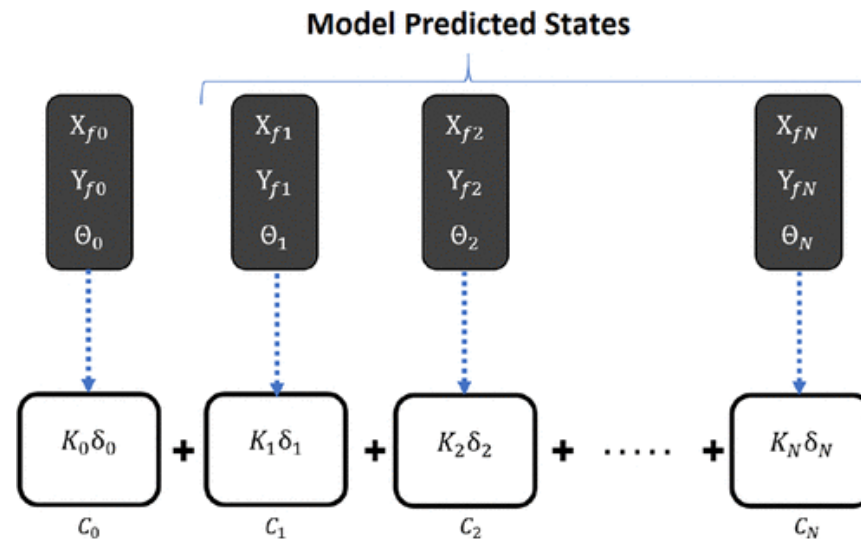 Model Predicted States
X_{f0} X_{f1} X_{f2} X_{fN}
Y_{f0} Y_{f1} Y_{f2} Y_{fN}
Θ_0 Θ_1 Θ_2 Θ_N
K_0δ_0 + K_1δ_1 + K_2δ_2 + ..... + K_Nδ_N
C_0 C_1 C_2 C_N